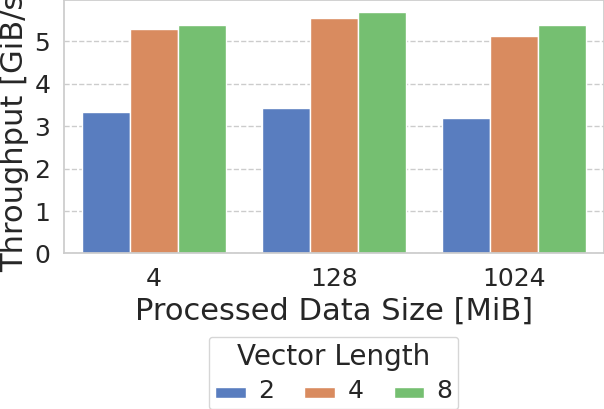 Throughput [GiB/s
5
4
3
2
1
0
4 128 1024
Processed Data Size [MiB]
Vector Length
2 4 8